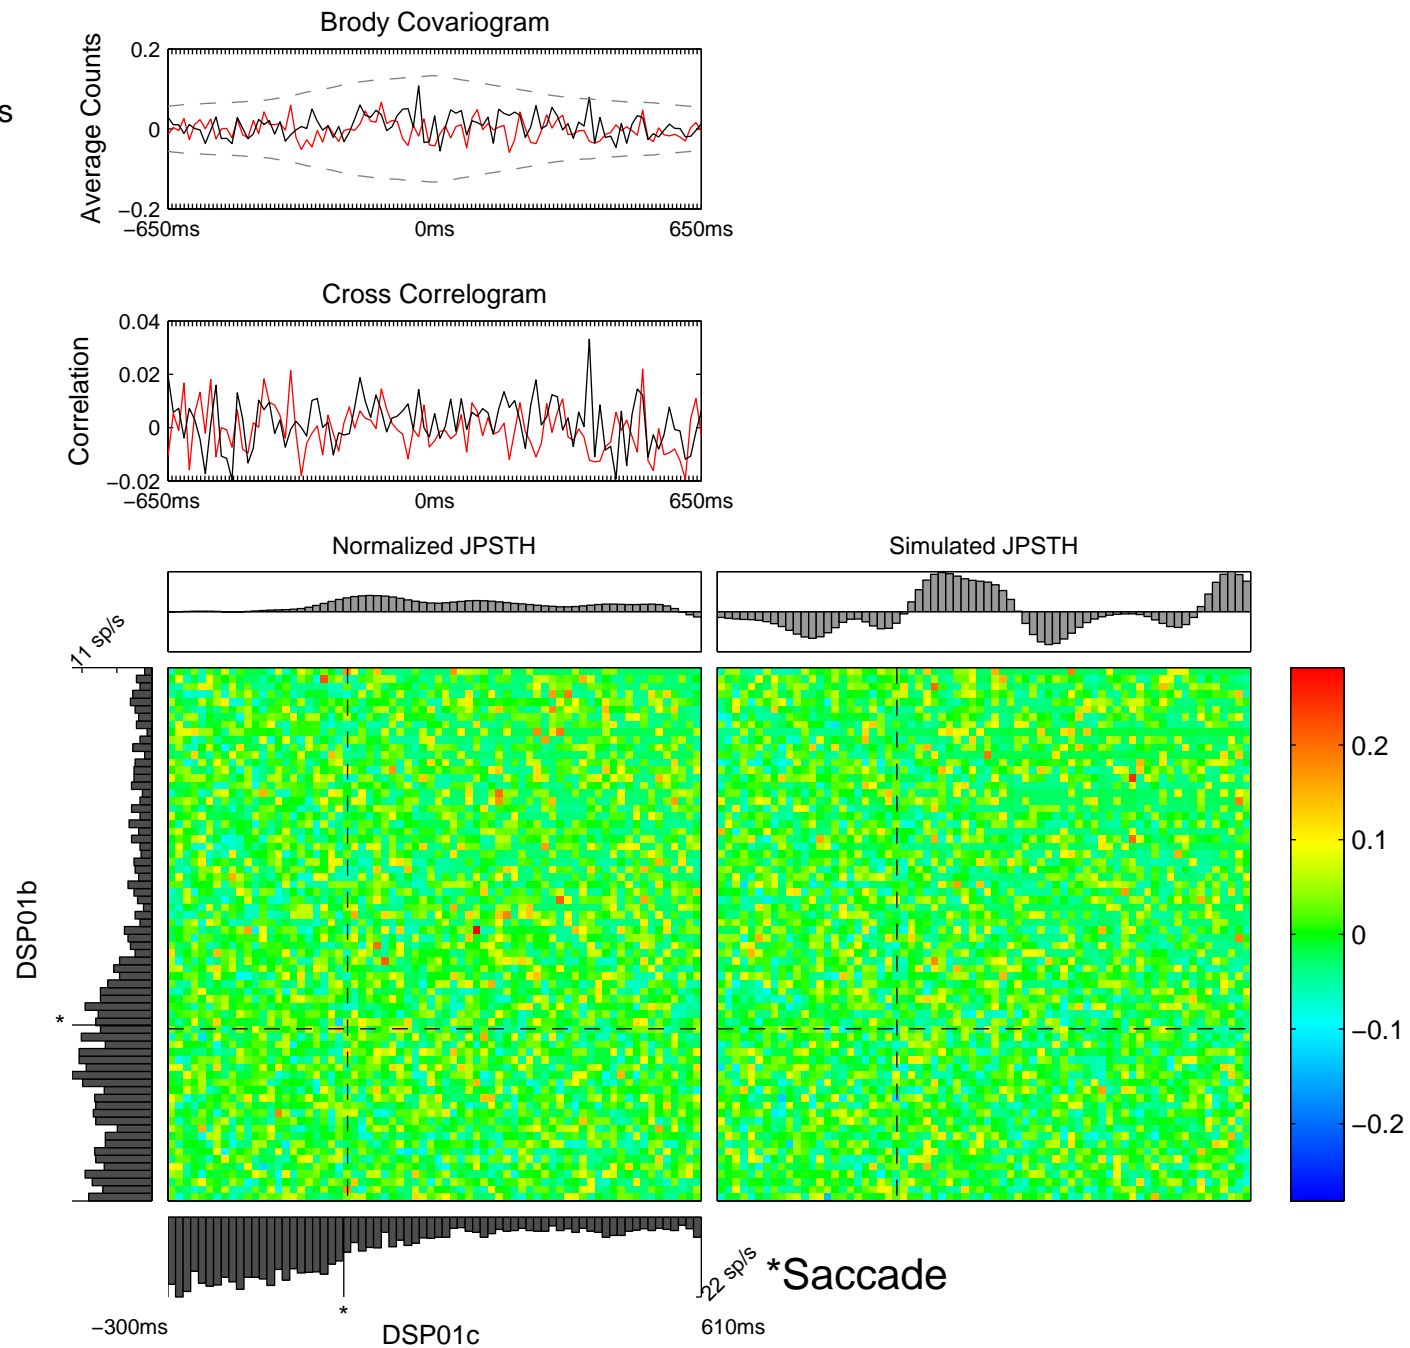 Brody Covariogram
Average Counts
0.2
0
−0.2
−650ms
0ms
650ms
s
Cross Correlogram
Correlation
0.04
0.02
0
−0.02
−650ms
0ms
650ms
Normalized JPSTH
Simulated JPSTH
11 sp/s
DSP01b
*
0.2
0.1
0
−0.1
−0.2
22 sp/s
*Saccade
*
−300ms
DSP01c
610ms